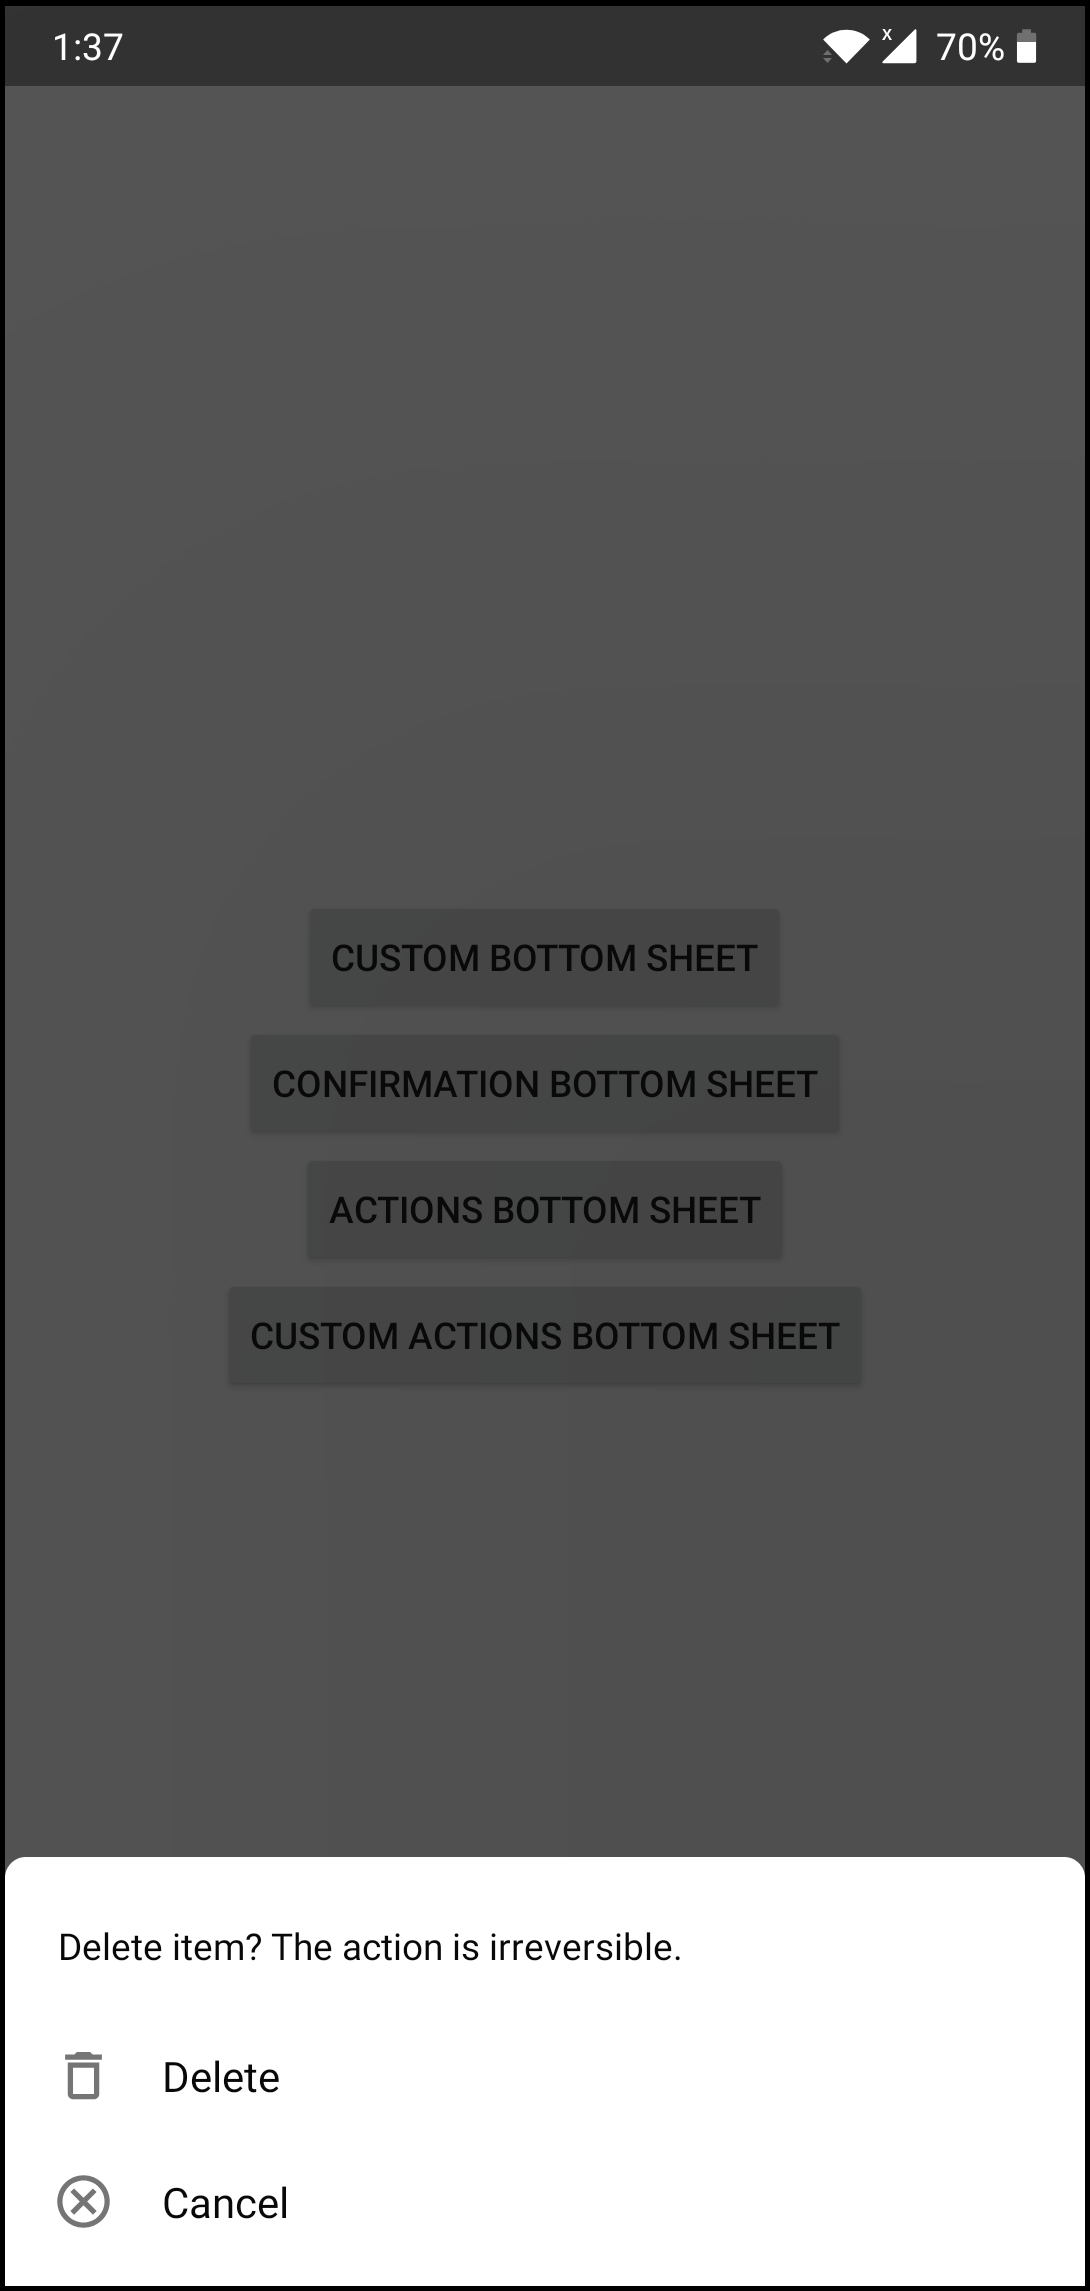 1:37
x 70%
CUSTOM BOTTOM SHEET
CONFIRMATION BOTTOM SHEET
ACTIONS BOTTOM SHEET
CUSTOM ACTIONS BOTTOM SHEET
Delete item? The action is irreversible.
Delete
Cancel